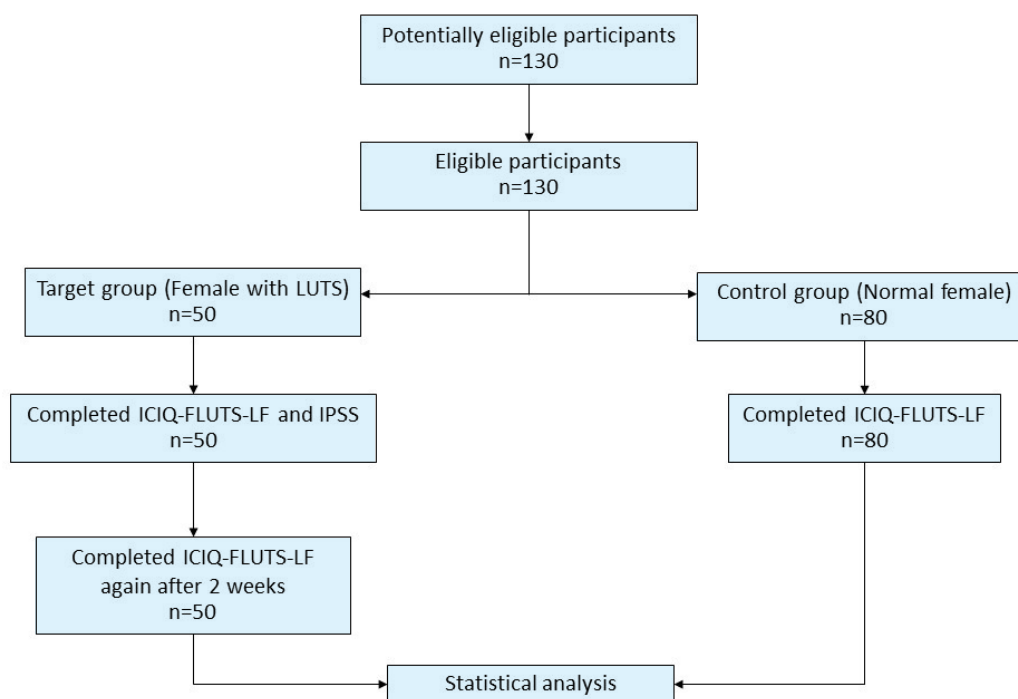 Potentially eligible participants
n=130
Eligible participants
n=130
Target group (Female with LUTS)
n=50
Control group (Normal female)
n=80
Completed ICIQ-FLUTS-LF and IPSS
n=50
Completed ICIQ-FLUTS-LF
n=80
Completed ICIQ-FLUTS-LF
again after 2 weeks
n=50
Statistical analysis